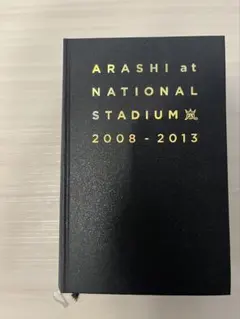 ARASHI at
NATIONAL
STADIUM
2008 - 2013